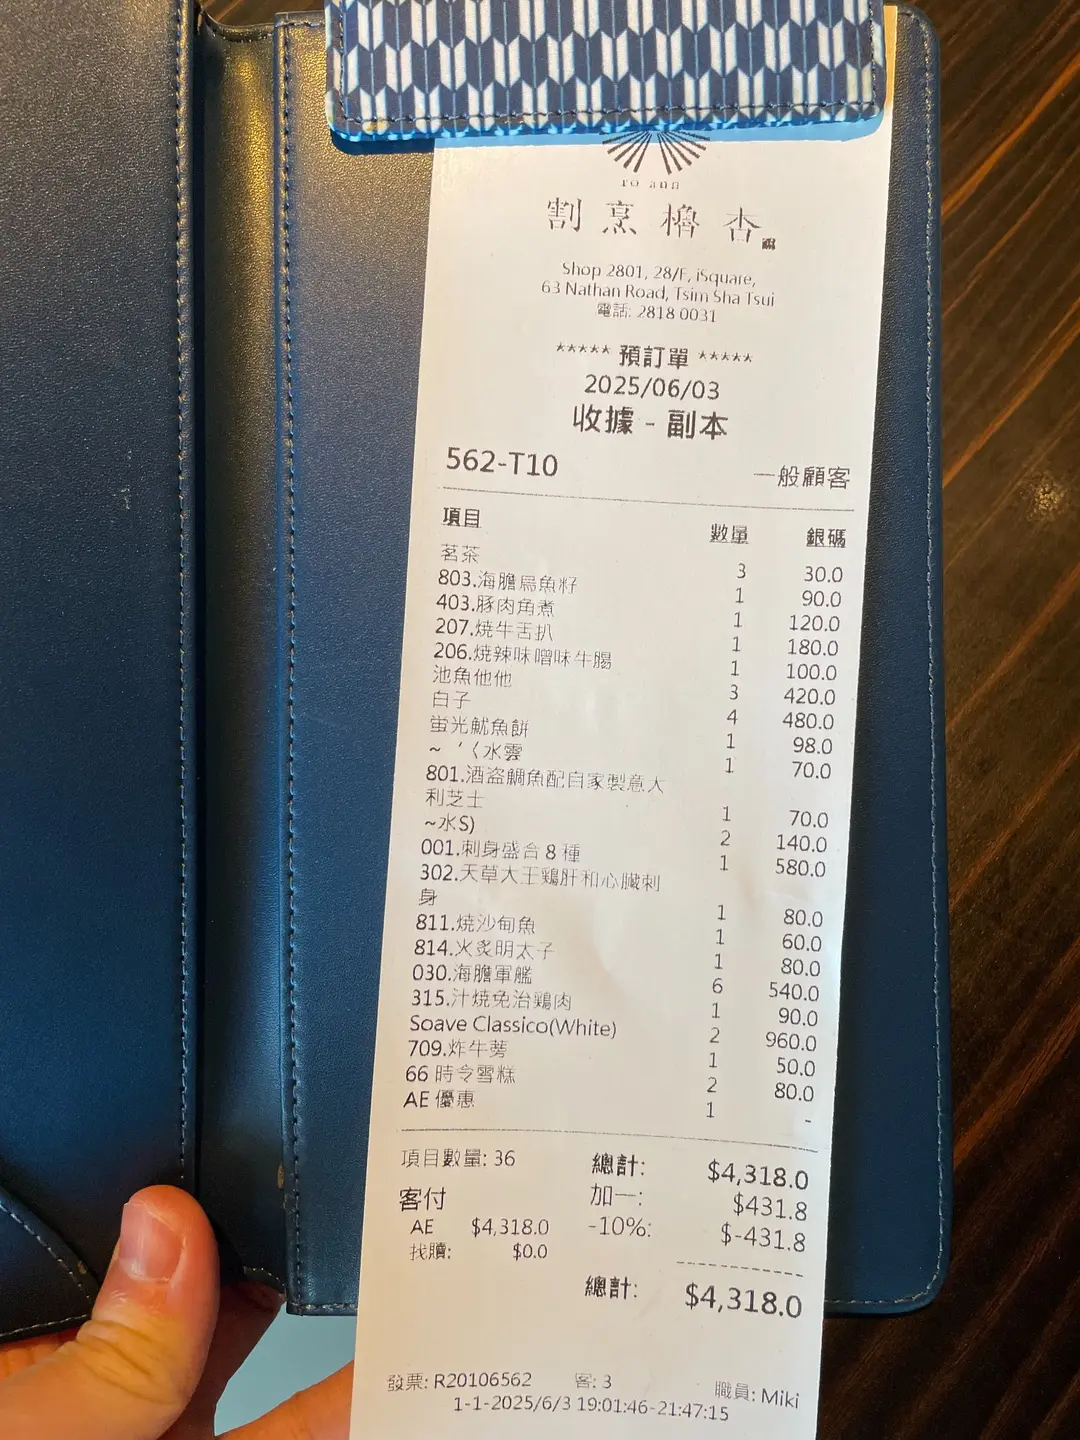 ro ann
割烹櫓杏
Shop 2801, 28/F, iSquare,
63 Nathan Road, Tsim Sha Tsui
電話: 2818 0031
***** 預訂單 *****
2025/06/03
收據 - 副本
562-T10 一般顧客
項目 數量 銀碼
茗茶 3 30.0
803.海膽烏魚籽 1 90.0
403.豚肉角煮 1 120.0
207.燒牛舌扒 1 180.0
206.燒辣味噌味牛腸 1 100.0
池魚他他 3 420.0
白子 4 480.0
螢光魷魚餅 1 98.0
~ ʻ〈水雲 1 70.0
801.酒盗鯛魚配自家製意大
利芝士 1 70.0
~水S) 2 140.0
001.刺身盛合 8 種 1 580.0
302.天草大王鶏肝和心臟刺
身 1 80.0
811.燒沙甸魚 1 60.0
814.火炙明太子 1 80.0
030.海膽軍艦 6 540.0
315.汁燒免治鶏肉 1 90.0
Soave Classico(White) 2 960.0
709.炸牛蒡 1 50.0
66 時令雪糕 2 80.0
AE 優惠 1 -
項目數量: 36 總計: $4,318.0
客付 加一: $431.8
AE $4,318.0 -10%: $-431.8
找贖: $0.0
總計: $4,318.0
發票: R20106562 客: 3 職員: Miki
1-1-2025/6/3 19:01:46-21:47:15